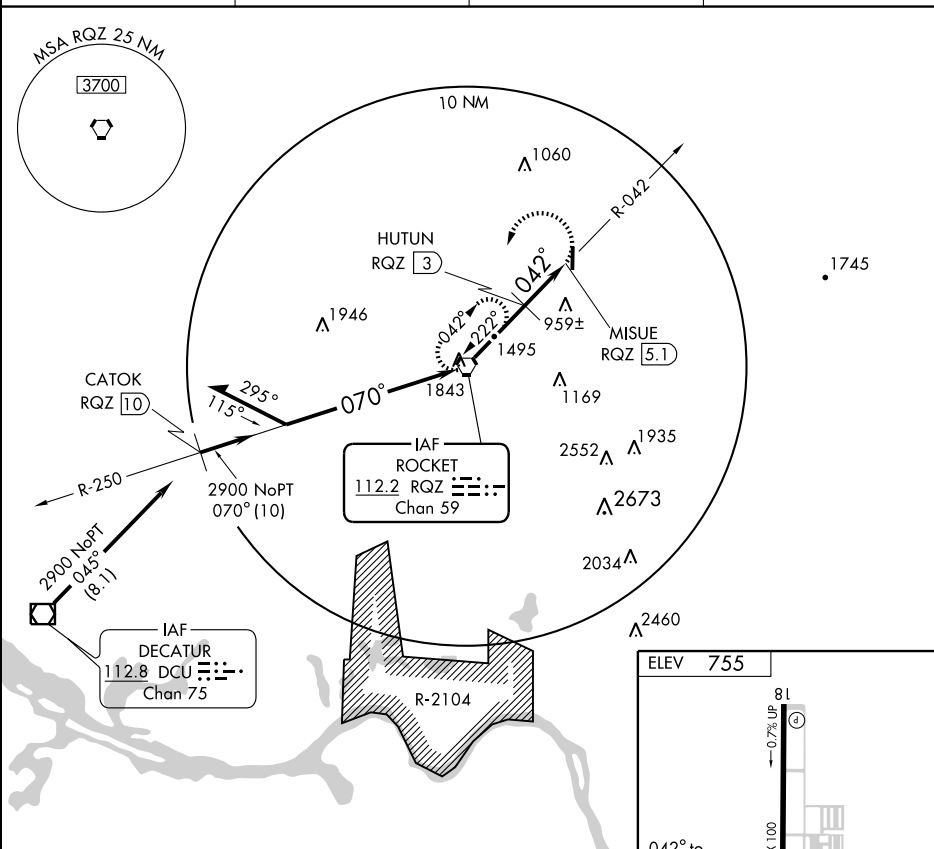 MSA RQZ 25 NM
3700
10 NM
1060
R-042
HUTUN
RQZ 3
042°
1745
1946
042°
222°
959±
1495
MISUE
RQZ 5.1
CATOK
RQZ 10
295°
115°
070°
1843
1169
IAF
ROCKET
112.2 RQZ
Chan 59
2552
1935
R-250
2900 NoPT
070° (10)
2673
2900 NoPT
045°
(8.1)
2034
2460
IAF
DECATUR
112.8 DCU
Chan 75
R-2104
ELEV 755
18
P
0.7% UP
100
042° to